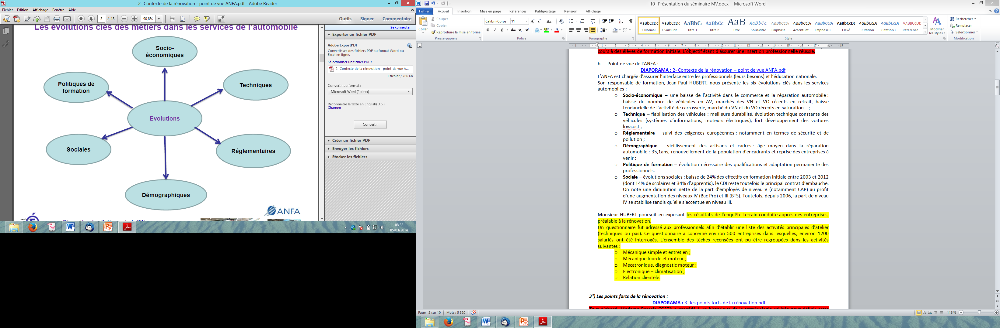 2- Contexte de la rénovation - point de vue ANFA.pdf - Adobe Reader
Fichier Edition Affichage Fenêtre Aide
3 / 18
90,8%
Outils Signer Commentaire
Les évolutions clés des métiers dans les services de l'automobile
Socio-
économiques
Politiques de
formation
Techniques
Evolutions
Sociales
Réglementaires
Démographiques
ANFA
Se connecter
Exporter un fichier PDF
Adobe ExportPDF
Convertissez des fichiers PDF au format Word ou
Excel en ligne.
Sélectionner un fichier PDF :
2- Contexte de la rénovation - point de vue A...
1 fichier / 766 Ko
Convertir au format :
Microsoft Word (*.docx)
Reconnaître le texte en English(U.S.)
Changer
Convertir
Créer un fichier PDF
Envoyer les fichiers
Stocker les fichiers
08:32
05/03/2014
10- Présentation du séminaire MV.docx - Microsoft Word
Fichier Accueil Insertion Mise en page Références Publipostage Révision Affichage
Coller
Couper
Copier
Reproduire la mise en forme
Presse-papiers
Calibri (Corps 11
G I S abc x₂ x²
Police
Paragraphe
AaBbCcDc AaBbCcDc AaBbC AaBbCc AaB AaBbCc. AaBbCcDc AaBbCcDc AaBbCcDc AaBbCcDc AaBbCcDc AaBbCcDc AaBbCcDc
¶ Normal ¶ Sans int... Titre 1 Titre 2 Titre Sous-titre Emphase ... Accentuat... Emphase i... Élevé Citation Citation i... Référence...
Style
Modifier
les styles
Rechercher
Remplacer
Sélectionner
Modification
cours à des élèves de formation initiale. L'objectif étant d'assurer une insertion professionnelle réussie.
b- Point de vue de l'ANFA :
DIAPORAMA : 2- Contexte de la rénovation – point de vue ANFA.pdf
L'ANFA est chargée d'assurer l'interface entre les professionnels (leurs besoins) et l'éducation nationale.
Son responsable de formation, Jean-Paul HUBERT, nous présente les six évolutions clés dans les services
automobiles :
o Socio-économique – une baisse de l'activité dans le commerce et la réparation automobile :
baisse du nombre de véhicules en AV, marchés des VN et VO récents en retrait, baisse
tendancielle de l'activité de carrosserie, marché du VN et du VO récents en saturation... ;
o Technique – fiabilisation des véhicules : meilleure durabilité, évolution technique constante des
véhicules (systèmes d'informations, moteurs électriques), fort développement des voitures
lowcost ;
o Réglementaire – suivi des exigences européennes : notamment en termes de sécurité et de
pollution ;
o Démographique – vieillissement des artisans et cadres : âge moyen dans la réparation
automobile : 35,1ans, renouvellement de la population d'encadrants et reprise des entreprises à
venir ;
o Politique de formation – évolution nécessaire des qualifications et adaptation permanente des
professionnels.
o Sociale – évolutions sociales : baisse de 24% des effectifs en formation initiale entre 2003 et 2012
(dont 14% de scolaires et 34% d'apprentis), le CDI reste toutefois le principal contrat d'embauche.
On note une diminution nette de la part d'employés de niveau V (notamment CAP) au profit
d'une augmentation des niveaux IV (Bac Pro) et III (BTS). Toutefois, depuis 2006, la part de niveau
IV se stabilise tandis qu'elle s'accentue en niveau III.
Monsieur HUBERT poursuit en exposant les résultats de l'enquête terrain conduite auprès des entreprises,
préalable à la rénovation.
Un questionnaire fut adressé aux professionnels afin d'établir une liste des activités principales d'atelier
(techniques ou pas). Ce questionnaire a concerné environ 500 entreprises dans lesquelles, environ 1200
salariés ont été interrogés. L'ensemble des tâches recensées ont pu être regroupées dans les activités
suivantes :
o Mécanique simple et entretien ;
o Mécanique lourde et moteur ;
o Mécatronique, diagnostic moteur ;
o Electronique – climatisation ;
o Relation clientèle.
3°) Les points forts de la rénovation :
DIAPORAMA : 3- les points forts de la rénovation.pdf
Page : 2 sur 10 Mots : 5 320
116 %